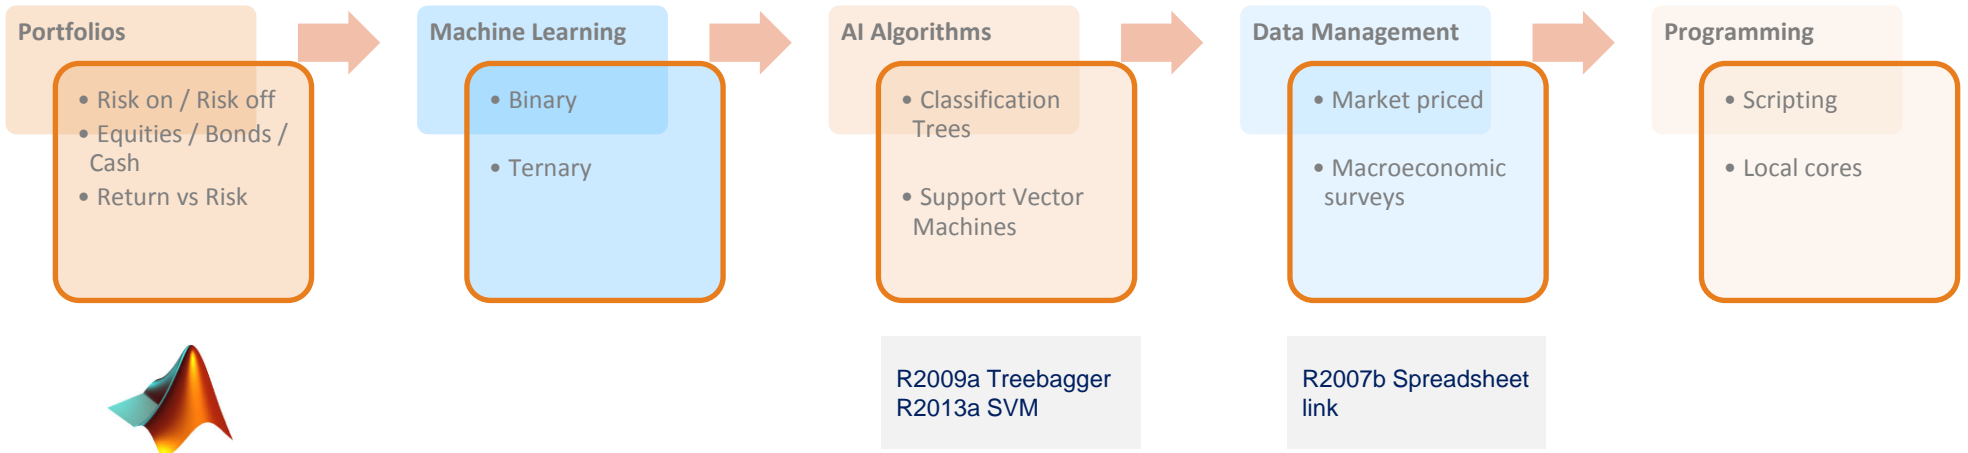 Portfolios
• Risk on / Risk off
• Equities / Bonds /
Cash
• Return vs Risk
Machine Learning
• Binary
• Ternary
AI Algorithms
• Classification
Trees
• Support Vector
Machines
Data Management
• Market priced
• Macroeconomic
surveys
Programming
• Scripting
• Local cores
R2009a Treebagger
R2013a SVM
R2007b Spreadsheet
link